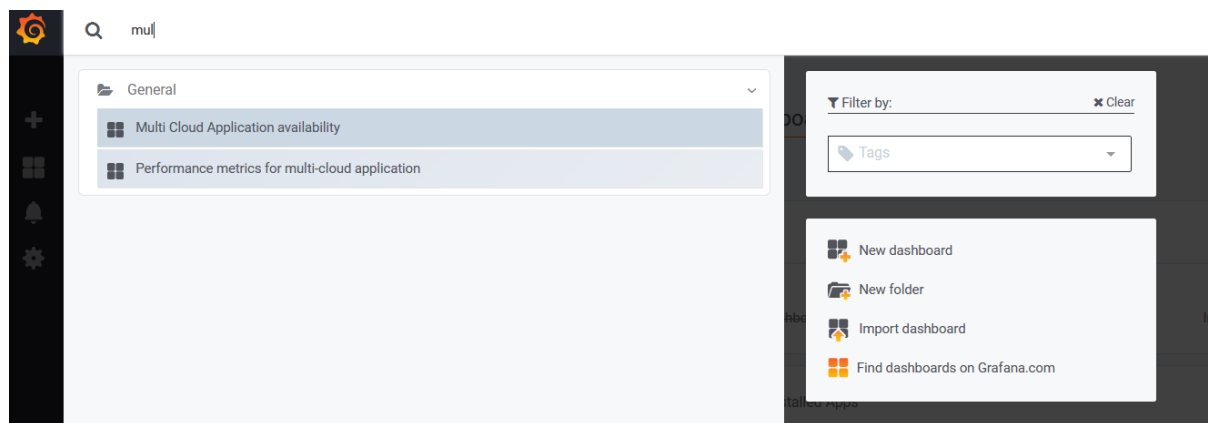 mul
General
Multi Cloud Application availability
Performance metrics for multi-cloud application
Filter by:
Clear
Tags
New dashboard
New folder
Import dashboard
Find dashboards on Grafana.com
Apps